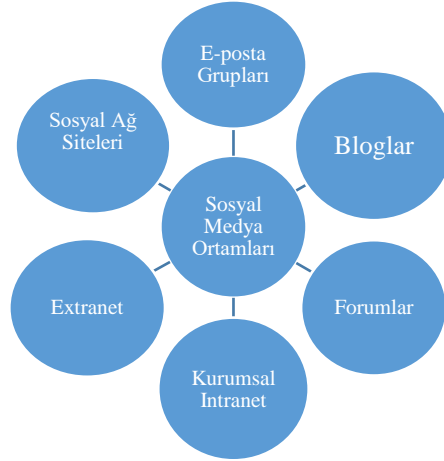 E-posta
Grupları
Sosyal Ağ
Siteleri
Bloglar
Sosyal
Medya
Ortamları
Extranet
Forumlar
Kurumsal
Intranet